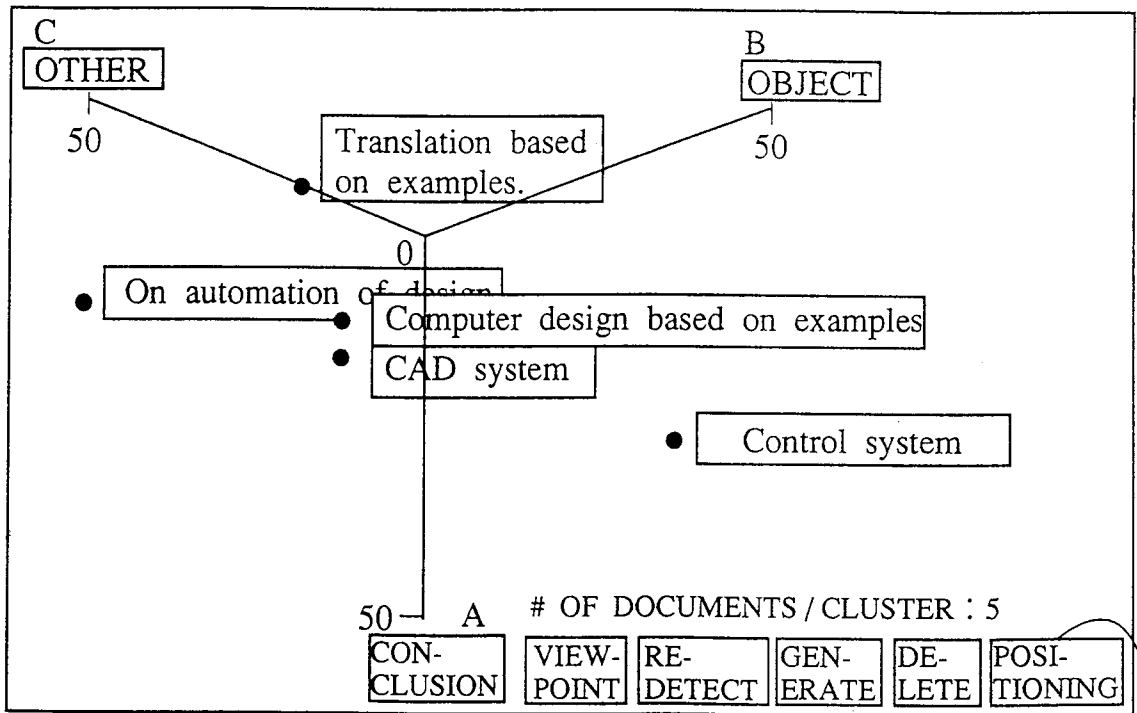 C
OTHER
50
B
OBJECT
50
Translation based
on examples.
0
On automation of design
Computer design based on examples
CAD system
Control system
50
A
# OF DOCUMENTS / CLUSTER : 5
CON-
CLUSION
VIEW-
POINT
RE-
DETECT
GEN-
ERATE
DE-
LETE
POSI-
TIONING